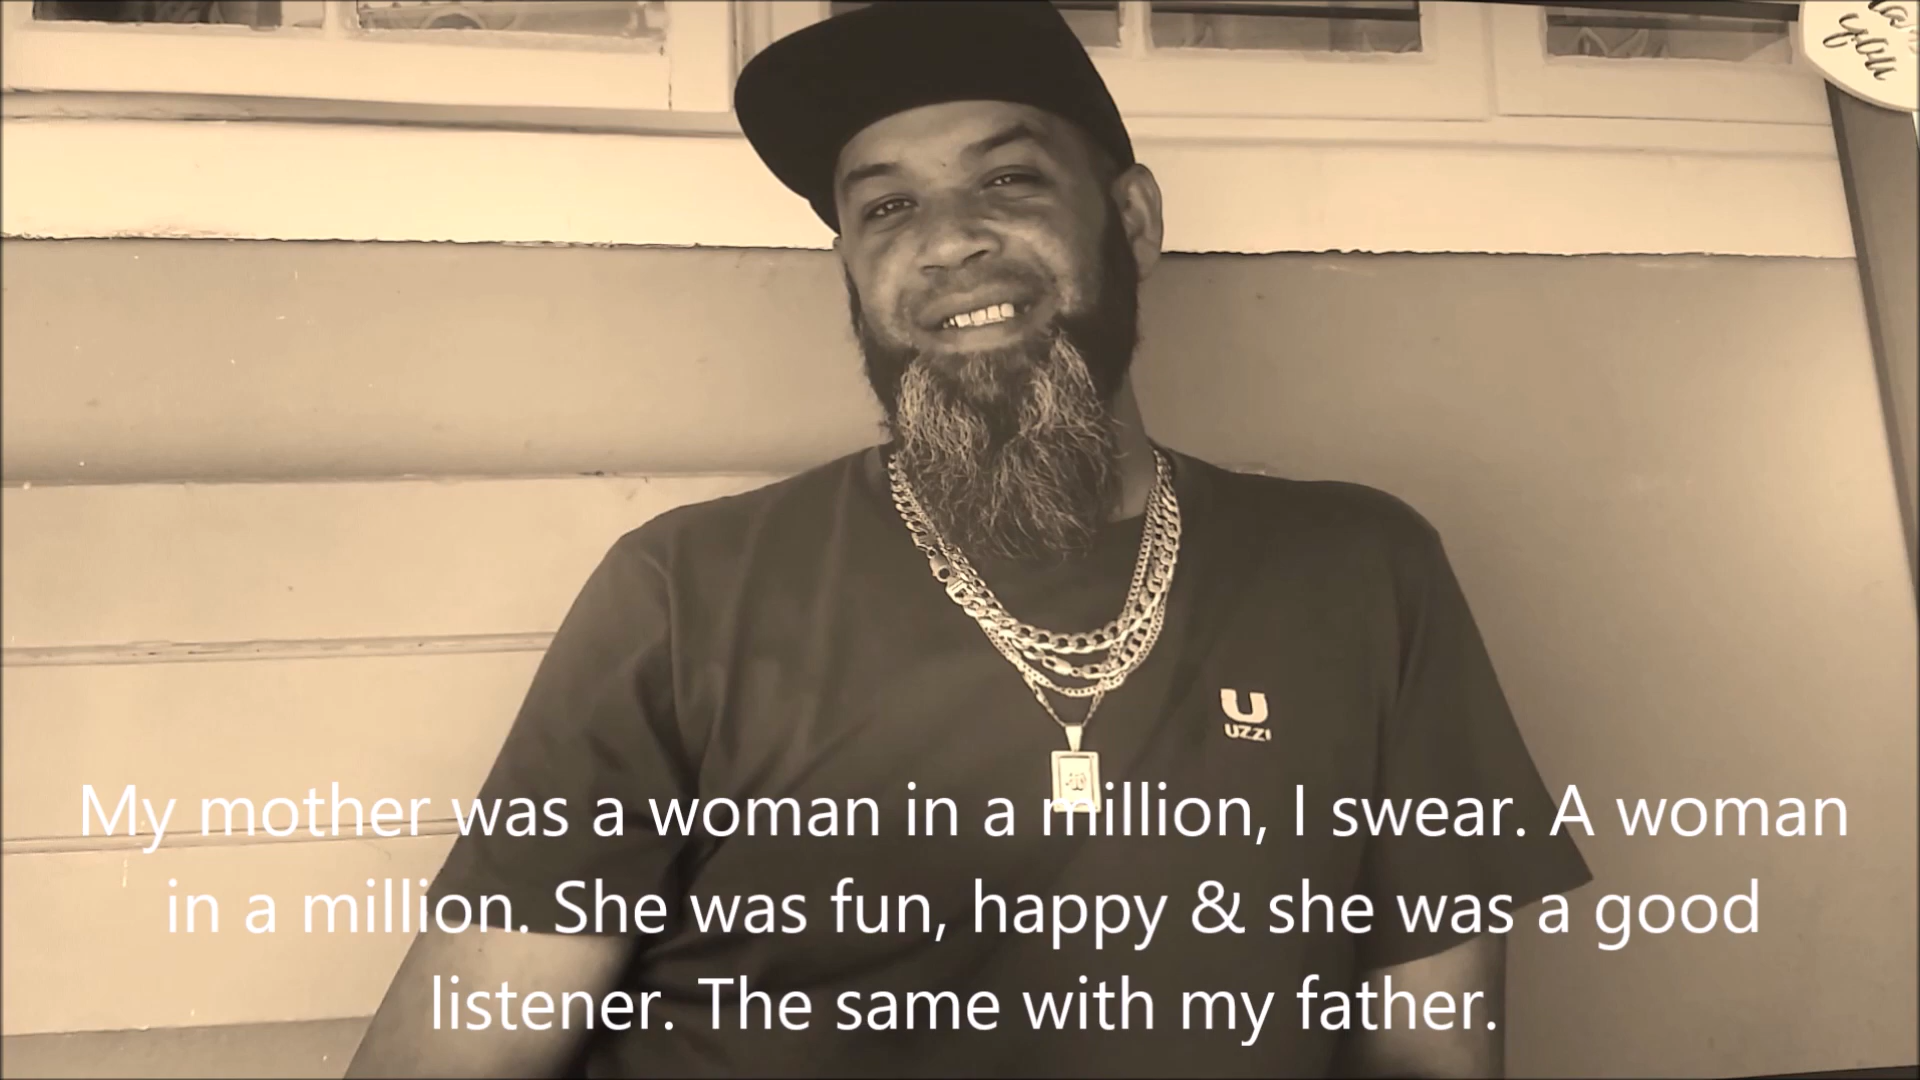 you
U
UZZI
My mother was a woman in a million, I swear. A woman
in a million. She was fun, happy & she was a good
listener. The same with my father.